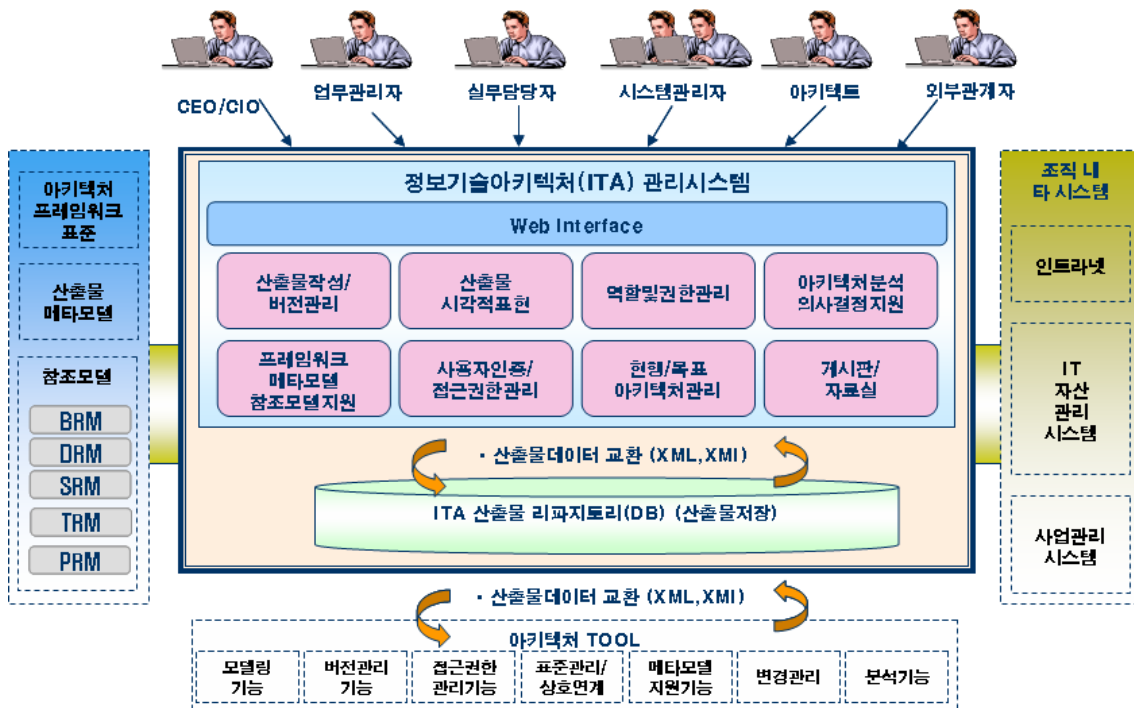 CEO/CIO
업무관리자
실무담당자
시스템관리자
아키텍트
외부관계자
아키텍처
프레임워크
표준
산출물
메타모델
참조모델
BRM
DRM
SRM
TRM
PRM
정보기술아키텍처(ITA) 관리시스템
Web Interface
산출물작성/
버전관리
산출물
시각적표현
역할및권한관리
아키텍처분석
의사결정지원
프레임워크
메타모델
참조모델지원
사용자인증/
접근권한관리
현행/목표
아키텍처관리
게시판/
자료실
• 산출물데이터 교환 (XML,XMI)
ITA 산출물 리파지토리(DB) (산출물저장)
조직 내
타 시스템
인트라넷
IT
자산
관리
시스템
사업관리
시스템
• 산출물데이터 교환 (XML,XMI)
아키텍처 TOOL
모델링
기능
버전관리
기능
접근권한
관리기능
표준관리/
상호연계
메타모델
지원기능
변경관리
분석기능